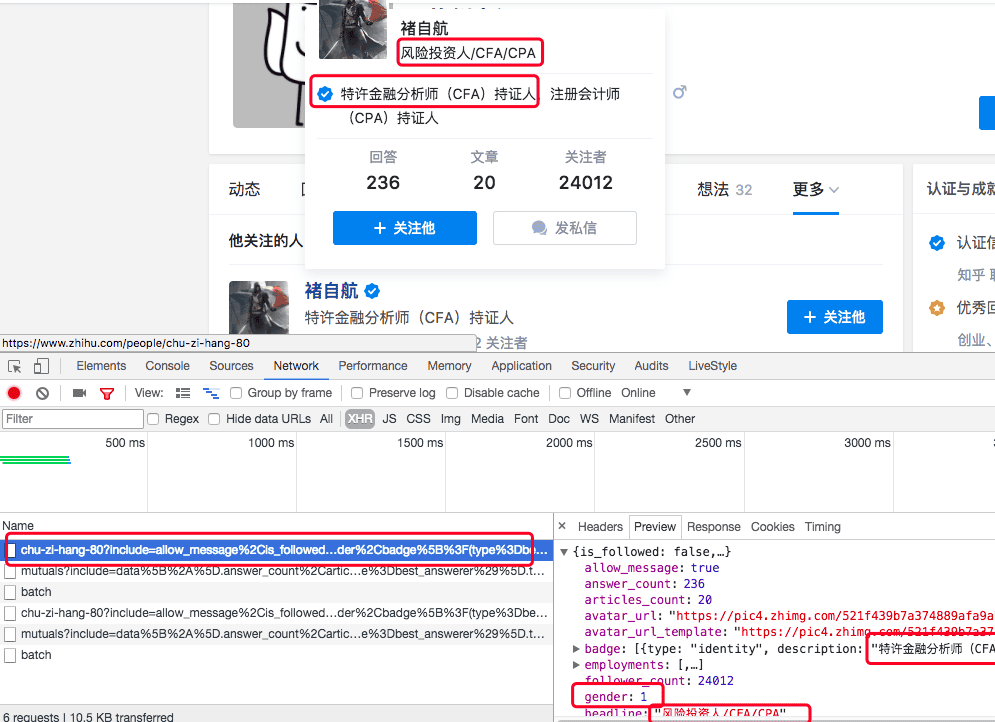 褚自航
风险投资人/CFA/CPA
特许金融分析师（CFA）持证人、注册会计师
（CPA）持证人
回答 文章 关注者
236 20 24012
+ 关注他 发私信
动态 想法 32 更多 认证与成就
他关注的人
认证信
知乎
褚自航
特许金融分析师（CFA）持证人
+ 关注他
优秀回
创业、
2 关注者
https://www.zhihu.com/people/chu-zi-hang-80
Elements Console Sources Network Performance Memory Application Security Audits LiveStyle
View: Group by frame Preserve log Disable cache Offline Online
Filter Regex Hide data URLs All XHR JS CSS Img Media Font Doc WS Manifest Other
500 ms 1000 ms 1500 ms 2000 ms 2500 ms 3000 ms
Name
chu-zi-hang-80?include=allow_message%2Cis_followed…der%2Cbadge%5B%3F(type%3Dbe…
mutuals?include=data%5B%2A%5D.answer_count%2Cartic…e%3Dbest_answerer%29%5D.t…
batch
chu-zi-hang-80?include=allow_message%2Cis_followed…der%2Cbadge%5B%3F(type%3Dbe…
mutuals?include=data%5B%2A%5D.answer_count%2Cartic…e%3Dbest_answerer%29%5D.t…
batch
6 requests | 10.5 KB transferred
× Headers Preview Response Cookies Timing
{is_followed: false,…}
allow_message: true
answer_count: 236
articles_count: 20
avatar_url: "https://pic4.zhimg.com/521f439b7a374889afa9a
avatar_url_template: "https://pic4.zhimg.com/521f439b7a37
badge: [{type: "identity", description: "特许金融分析师（CFA
employments: [,…]
follower_count: 24012
gender: 1
headline: "风险投资人/CFA/CPA"